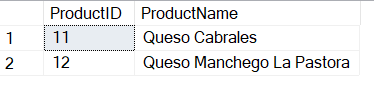 ProductID ProductName
1 11 Queso Cabrales
2 12 Queso Manchego La Pastora